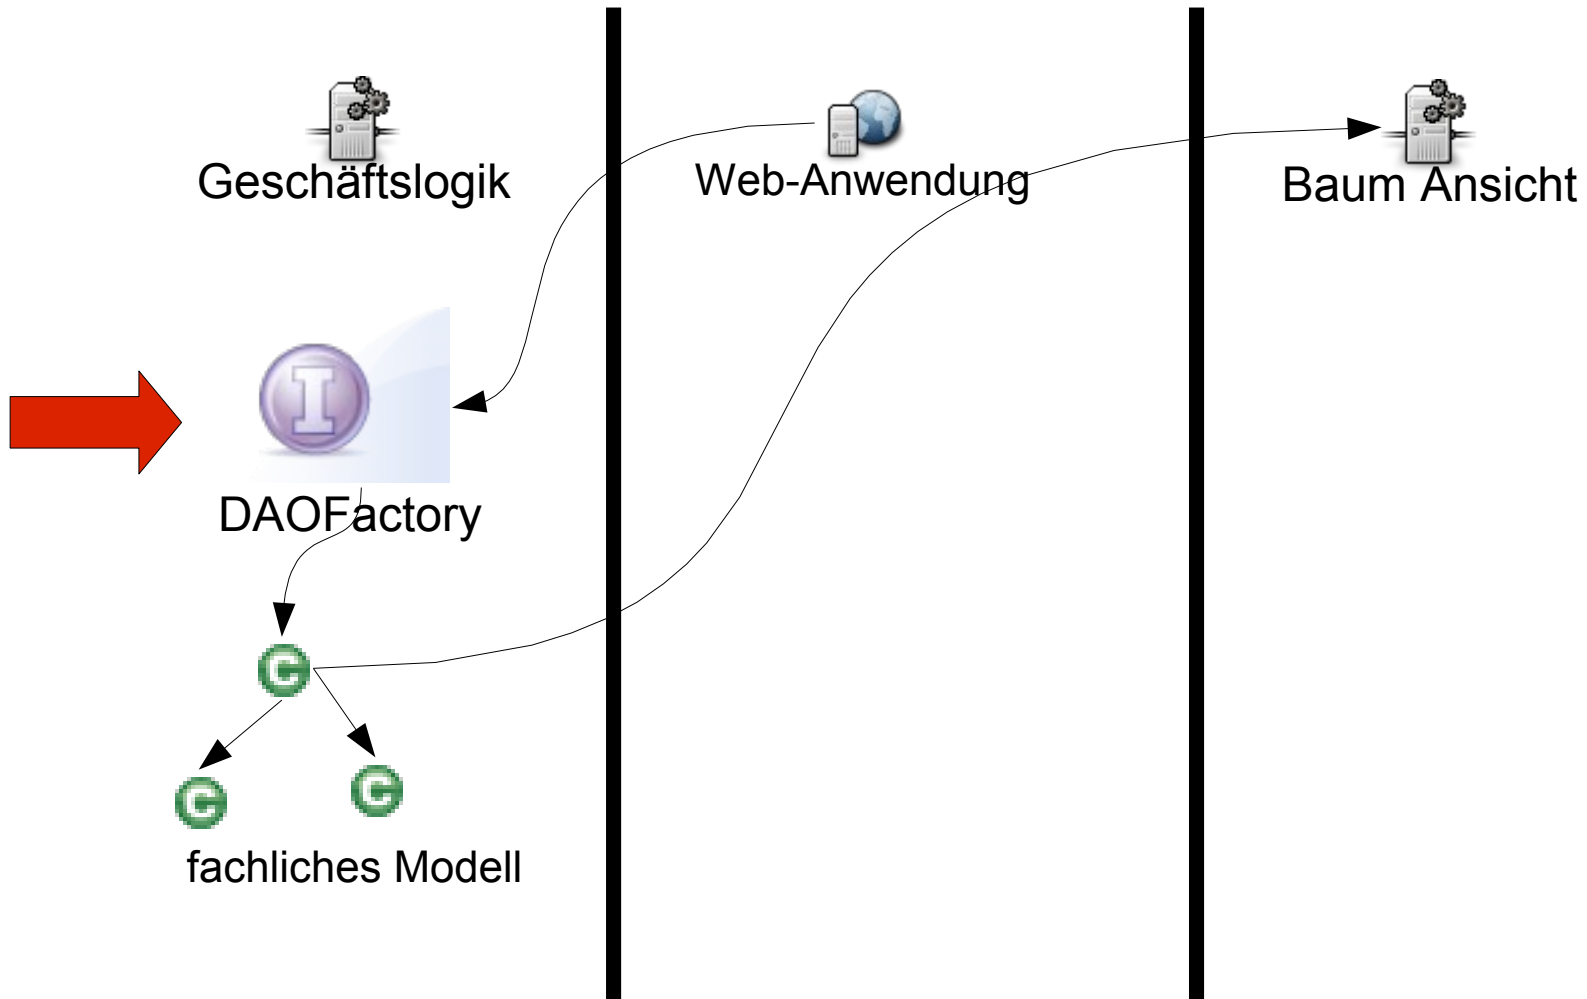 Geschäftslogik
Web-Anwendung
Baum Ansicht
I
DAOFactory
C
C
C
fachliches Modell